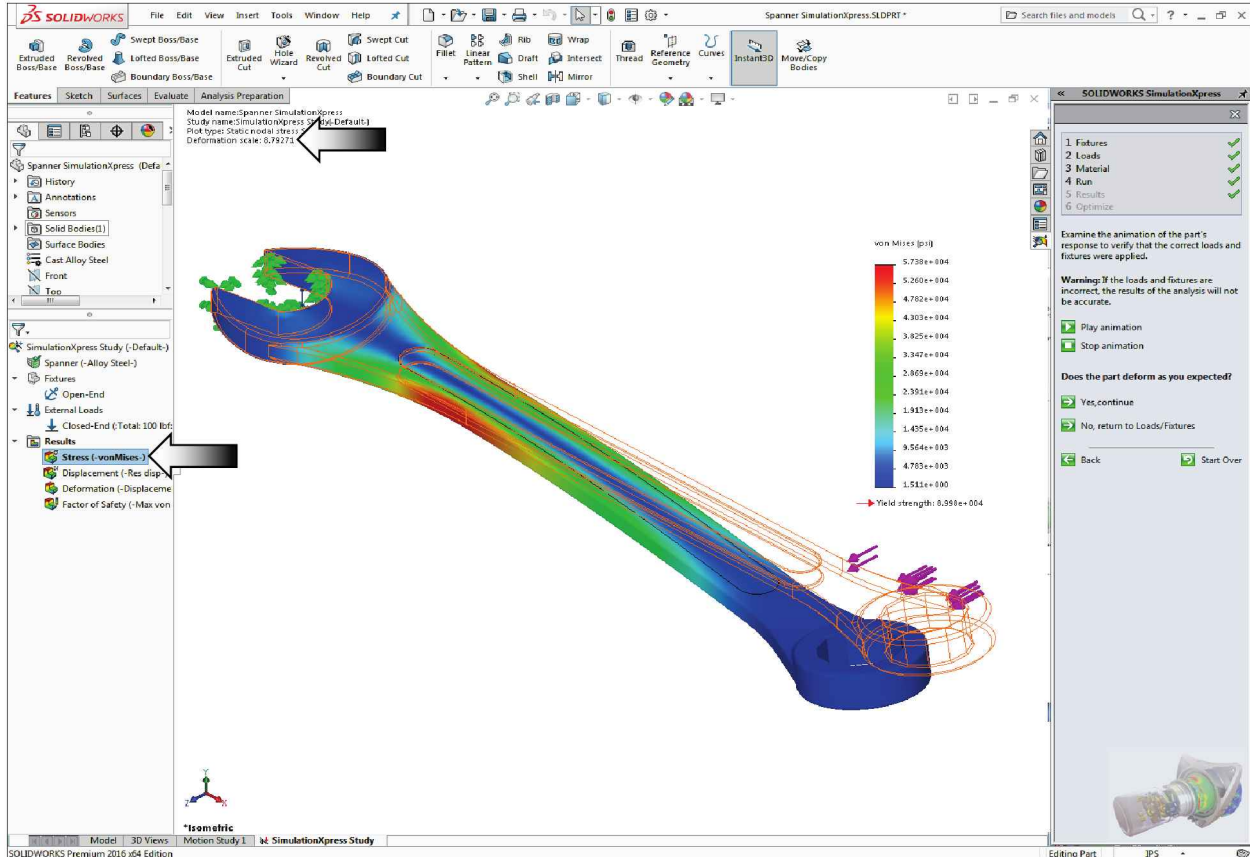 SOLIDWORKS
File Edit View Insert Tools Window Help
Spanner SimulationXpress.SLDPRT *
Search files and models
Extruded Boss/Base
Revolved Boss/Base
Swept Boss/Base
Lofted Boss/Base
Boundary Boss/Base
Extruded Cut
Hole Wizard
Revolved Cut
Swept Cut
Lofted Cut
Boundary Cut
Fillet
Linear Pattern
Rib
Draft
Shell
Wrap
Intersect
Mirror
Thread
Reference Geometry
Curves
Instant3D
Move/Copy Bodies
Features Sketch Surfaces Evaluate Analysis Preparation
Model name:Spanner SimulationXpress
Study name:SimulationXpress Study(-Default-)
Plot type: Static nodal stress
Deformation scale: 8.79271
Spanner SimulationXpress (Defa
History
Annotations
Sensors
Solid Bodies(1)
Surface Bodies
Cast Alloy Steel
Front
Top
SimulationXpress Study (-Default-)
Spanner (-Alloy Steel-)
Fixtures
Open-End
External Loads
Closed-End (:Total: 100 lbf:
Results
Stress (-vonMises-)
Displacement (-Res disp-)
Deformation (-Displaceme
Factor of Safety (-Max von
von Mises (psi)
5.738e+004
5.260e+004
4.782e+004
4.303e+004
3.825e+004
3.347e+004
2.869e+004
2.391e+004
1.913e+004
1.435e+004
9.564e+003
4.783e+003
1.511e+000
Yield strength: 8.998e+004
SOLIDWORKS SimulationXpress
1 Fixtures
2 Loads
3 Material
4 Run
5 Results
6 Optimize
Examine the animation of the part's
response to verify that the correct loads and
fixtures were applied.
Warning: If the loads and fixtures are
incorrect, the results of the analysis will not
be accurate.
Play animation
Stop animation
Does the part deform as you expected?
Yes,continue
No, return to Loads/Fixtures
Back Start Over
Y
Z X
*Isometric
Model 3D Views Motion Study 1 SimulationXpress Study
SOLIDWORKS Premium 2016 x64 Edition
Editing Part IPS